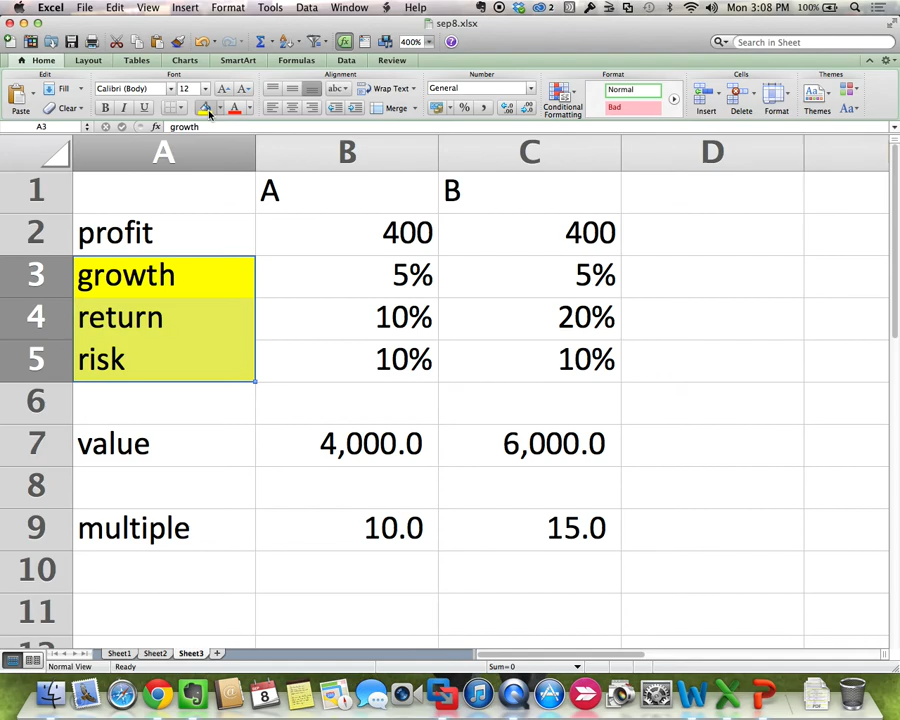 Excel File Edit View Insert Format Tools Data Window Help 2 Mon 3:08 PM 100%
sep8.xlsx
400% Search in Sheet
Home Layout Tables Charts SmartArt Formulas Data Review
Edit Font Alignment Number Format Cells Themes
Fill Calibri (Body) 12 A A abc Wrap Text General Normal
Paste Clear B I U A Merge % Conditional Formatting Bad Insert Delete Format Themes Aa
A3 fx growth
A B C D
1 A B
2 profit 400 400
3 growth 5% 5%
4 return 10% 20%
5 risk 10% 10%
6
7 value 4,000.0 6,000.0
8
9 multiple 10.0 15.0
10
11
Sheet1 Sheet2 Sheet3 +
Normal View Ready Sum=0